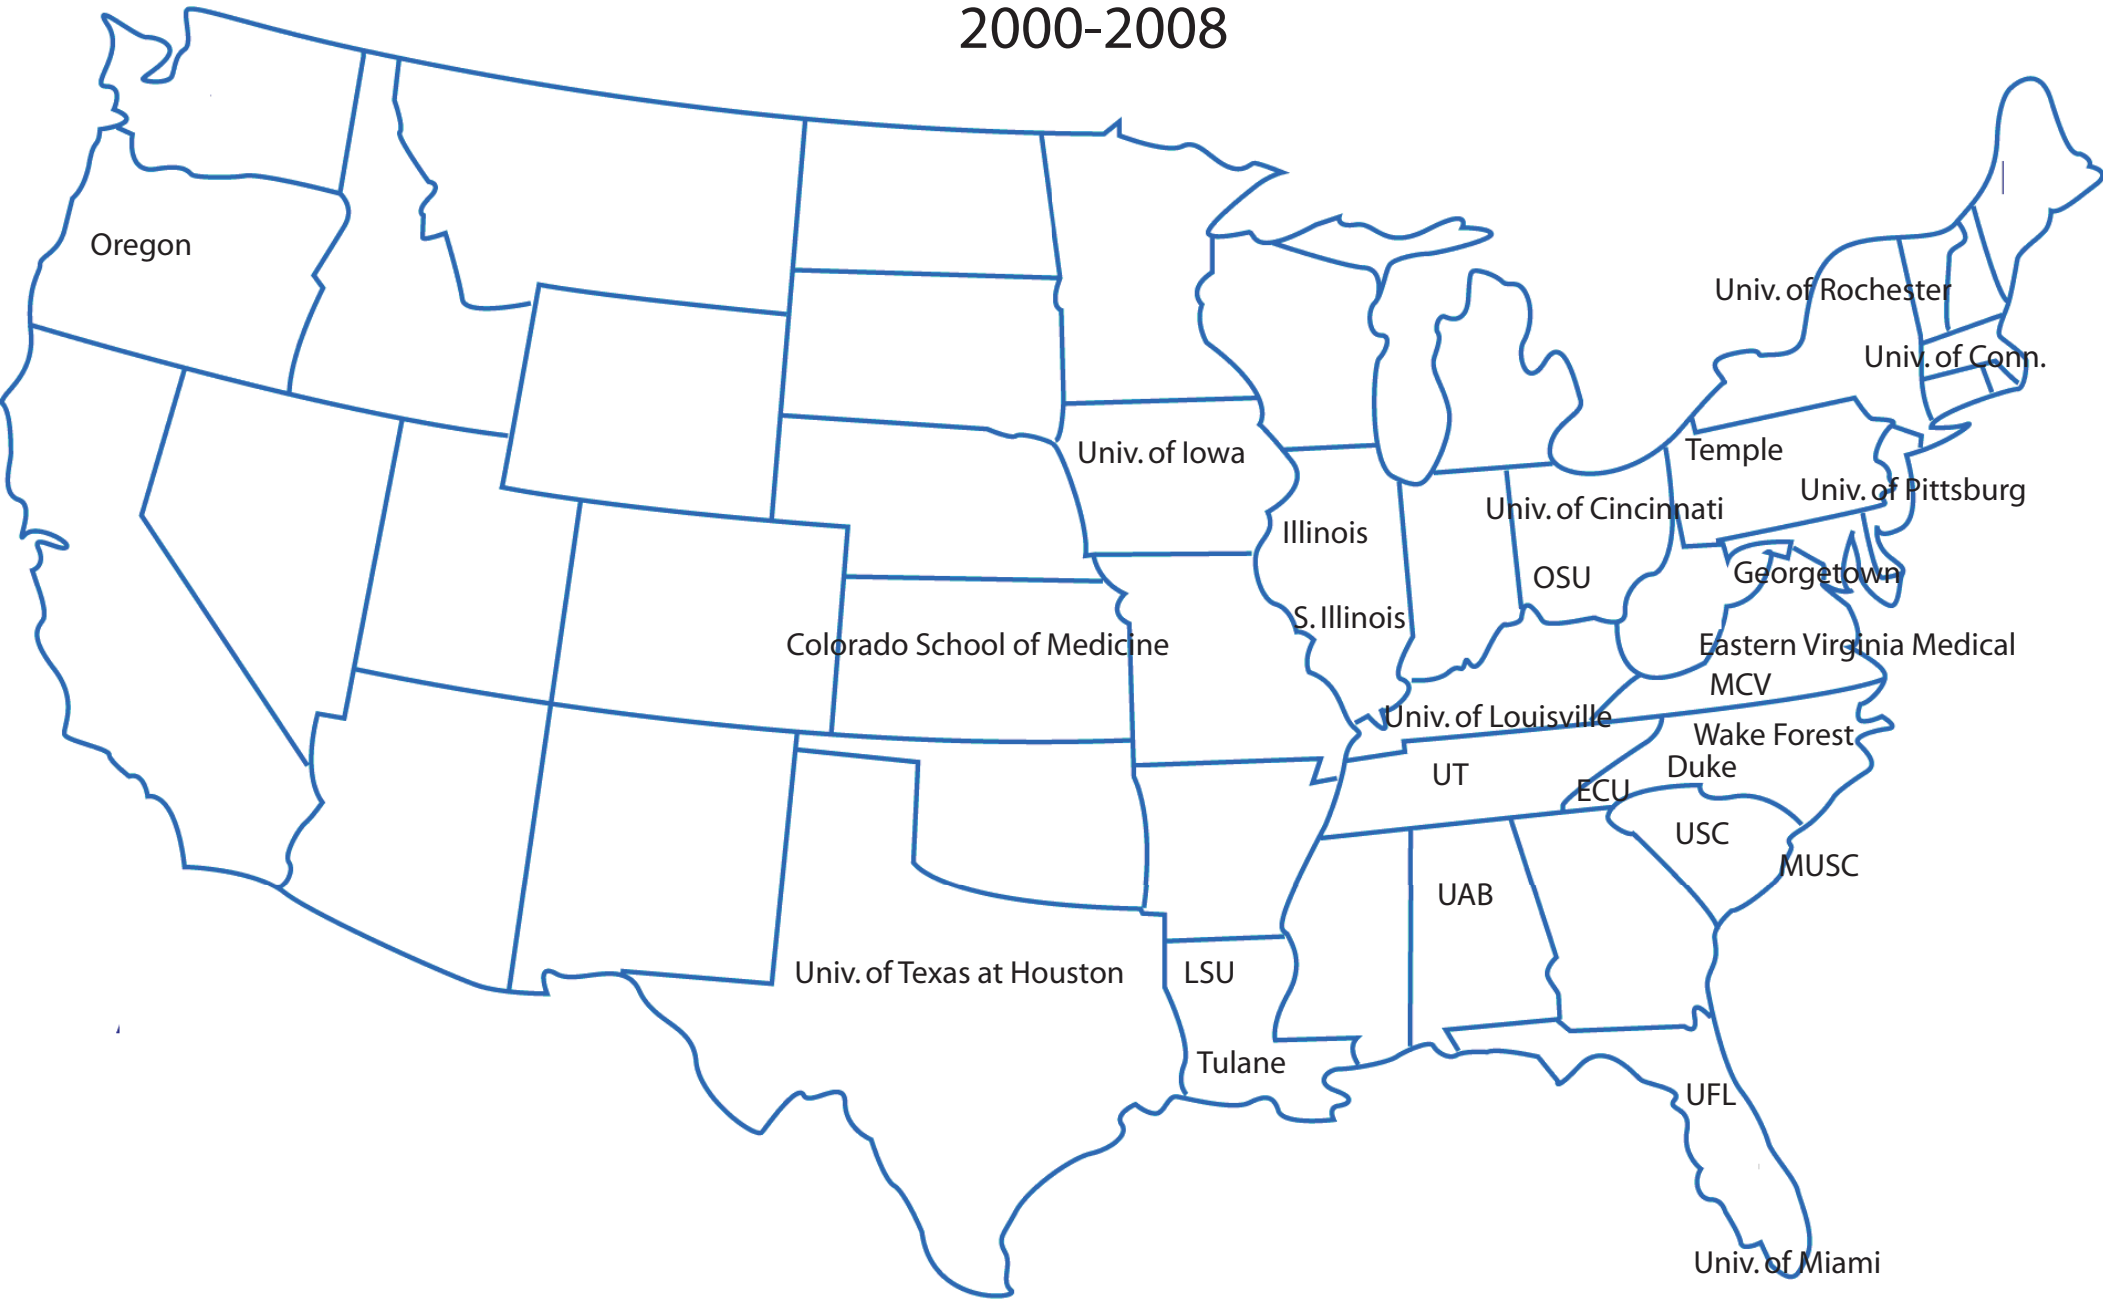 2000-2008
Oregon
Univ. of Rochester
Univ. of Conn.
Temple
Univ. of Iowa
Univ. of Pittsburg
Univ. of Cincinnati
Illinois
Georgetown
OSU
S. Illinois
Colorado School of Medicine
Eastern Virginia Medical
MCV
Univ. of Louisville
Wake Forest
Duke
UT
ECU
USC
MUSC
UAB
Univ. of Texas at Houston
LSU
Tulane
UFL
Univ. of Miami